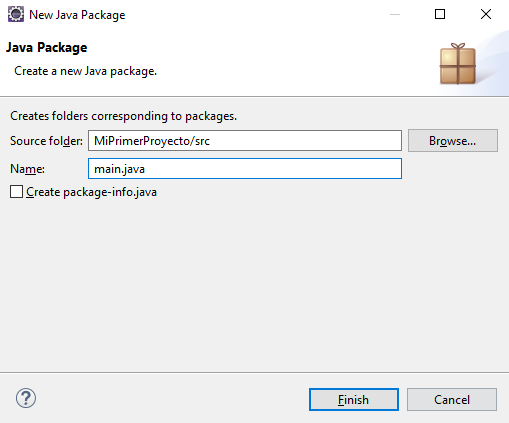 New Java Package
Java Package
Create a new Java package.
Creates folders corresponding to packages.
Source folder: MiPrimerProyecto/src Browse...
Name: main.java
Create package-info.java
? Finish Cancel